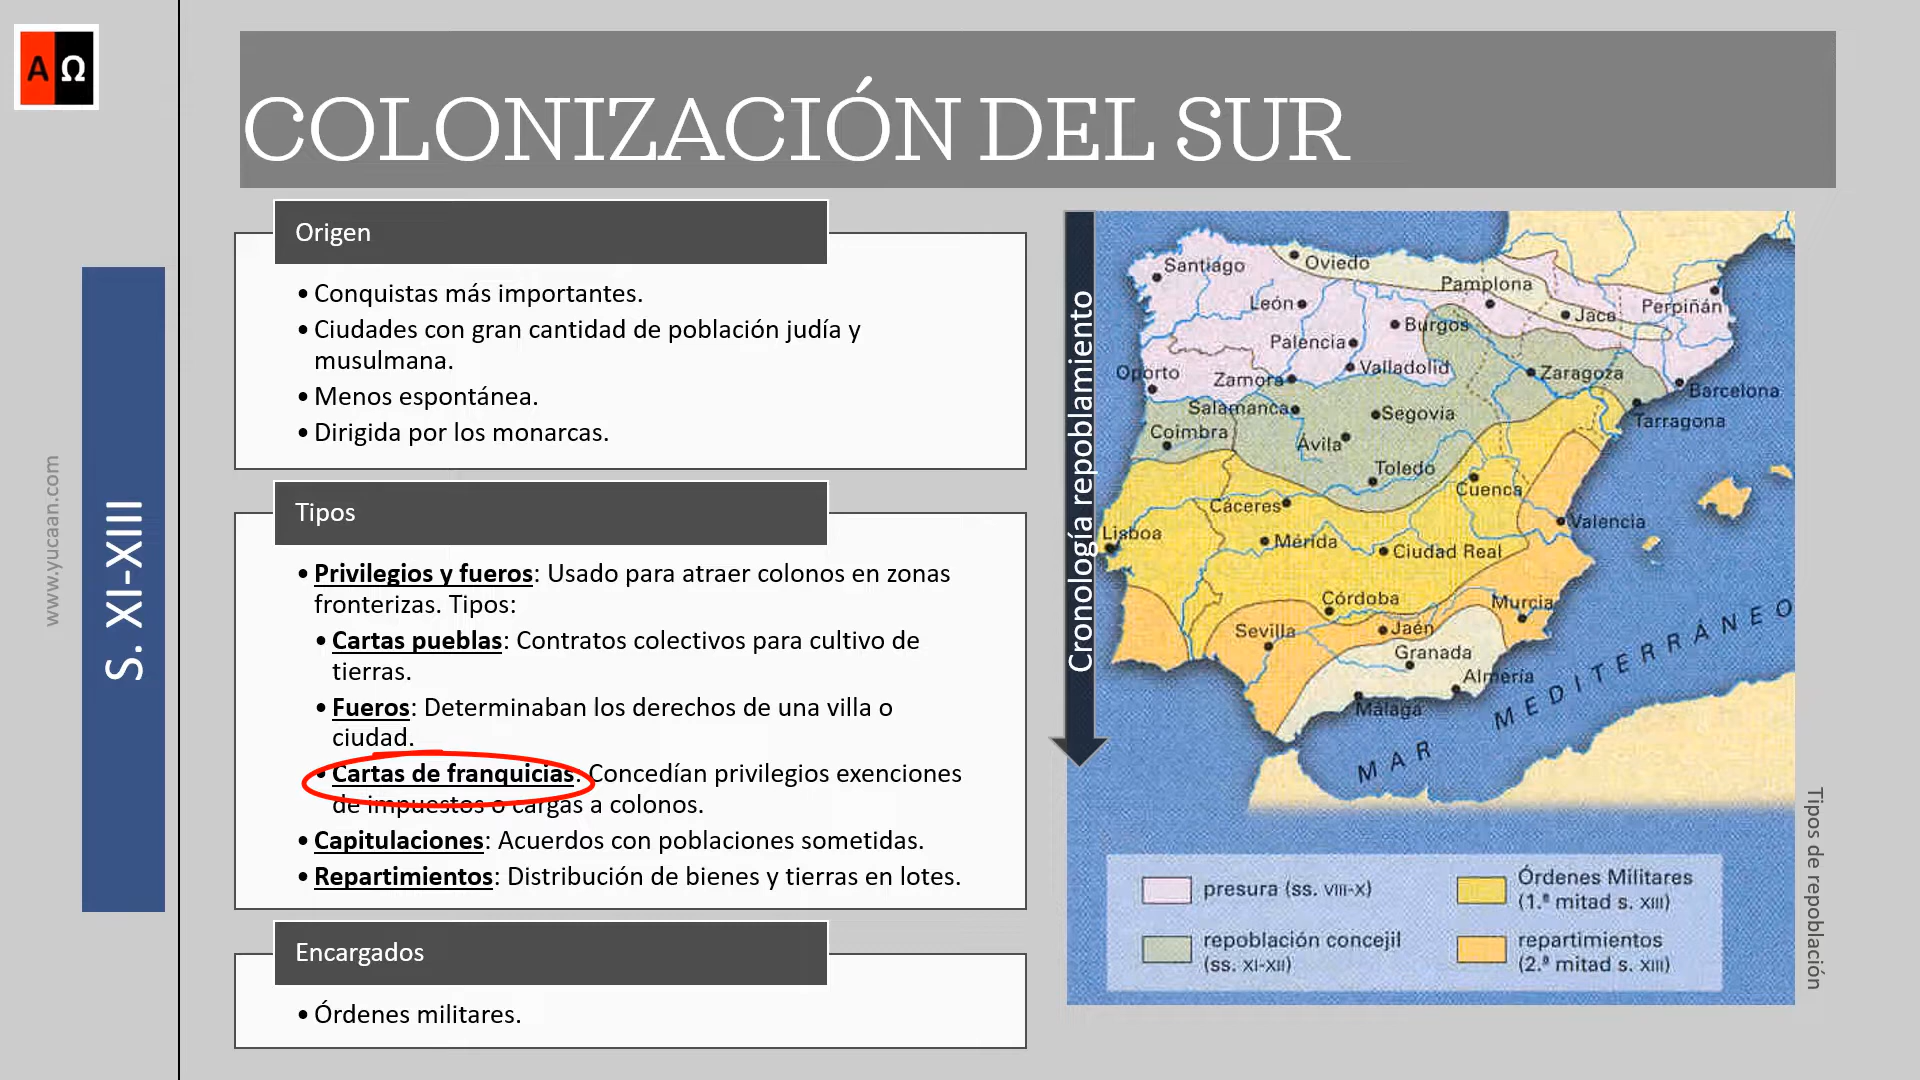 A Ω
COLONIZACIÓN DEL SUR
www.yucaan.com
S. XI-XIII
Origen
• Conquistas más importantes.
• Ciudades con gran cantidad de población judía y
musulmana.
• Menos espontánea.
• Dirigida por los monarcas.
Tipos
• Privilegios y fueros: Usado para atraer colonos en zonas
fronterizas. Tipos:
• Cartas pueblas: Contratos colectivos para cultivo de
tierras.
• Fueros: Determinaban los derechos de una villa o
ciudad.
• Cartas de franquicias: Concedían privilegios exenciones
de impuestos o cargas a colonos.
• Capitulaciones: Acuerdos con poblaciones sometidas.
• Repartimientos: Distribución de bienes y tierras en lotes.
Encargados
• Órdenes militares.
Cronología repoblamiento
Santiago
Oviedo
Pamplona
León
Jaca
Perpiñán
Burgos
Palencia
Valladolid
Oporto
Zamora
Zaragoza
Barcelona
Salamanca
Segovia
Tarragona
Coimbra
Ávila
Toledo
Cuenca
Cáceres
Lisboa
Valencia
Mérida
Ciudad Real
Córdoba
Murcia
Sevilla
Jaén
Granada
Almería
Málaga
MAR MEDITERRÁNEO
presura (ss. VIII-X)
repoblación concejil
(ss. XI-XII)
Órdenes Militares
(1.ª mitad s. XIII)
repartimientos
(2.ª mitad s. XIII)
Tipos de repoblación